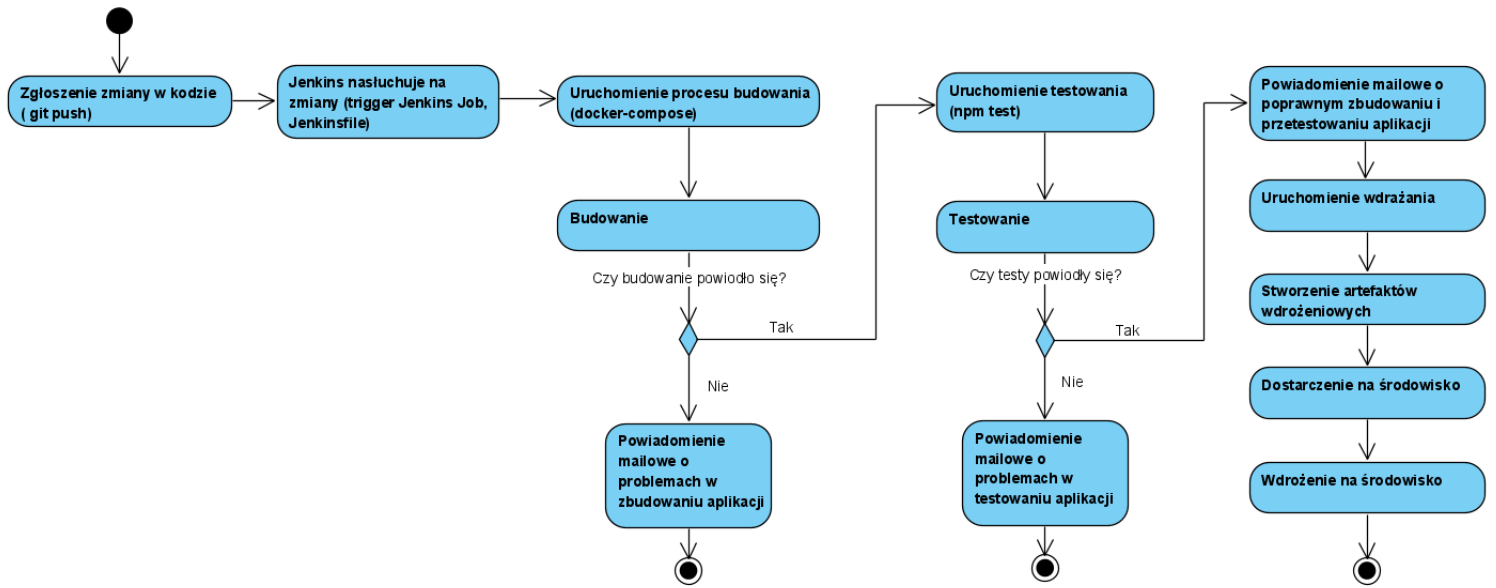 Zgłoszenie zmiany w kodzie
( git push)
Jenkins nasłuchuje na
zmiany (trigger Jenkins Job,
Jenkinsfile)
Uruchomienie procesu budowania
(docker-compose)
Budowanie
Czy budowanie powiodło się?
Tak
Nie
Powiadomienie
mailowe o
problemach w
zbudowaniu aplikacji
Uruchomienie testowania
(npm test)
Testowanie
Czy testy powiodły się?
Tak
Nie
Powiadomienie
mailowe o
problemach w
testowaniu aplikacji
Powiadomienie mailowe o
poprawnym zbudowaniu i
przetestowaniu aplikacji
Uruchomienie wdrażania
Stworzenie artefaktów
wdrożeniowych
Dostarczenie na środowisko
Wdrożenie na środowisko